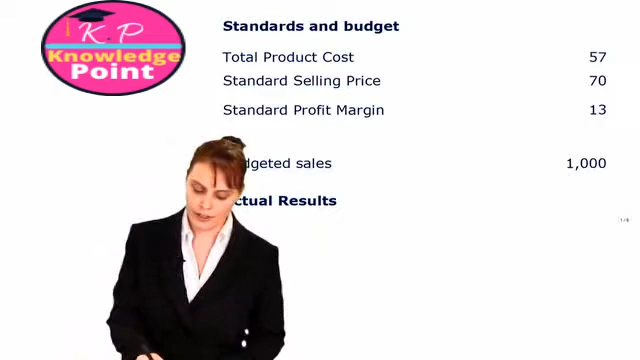 K.P
Knowledge
Point
Standards and budget
Total Product Cost 57
Standard Selling Price 70
Standard Profit Margin 13
dgeted sales 1,000
ctual Results